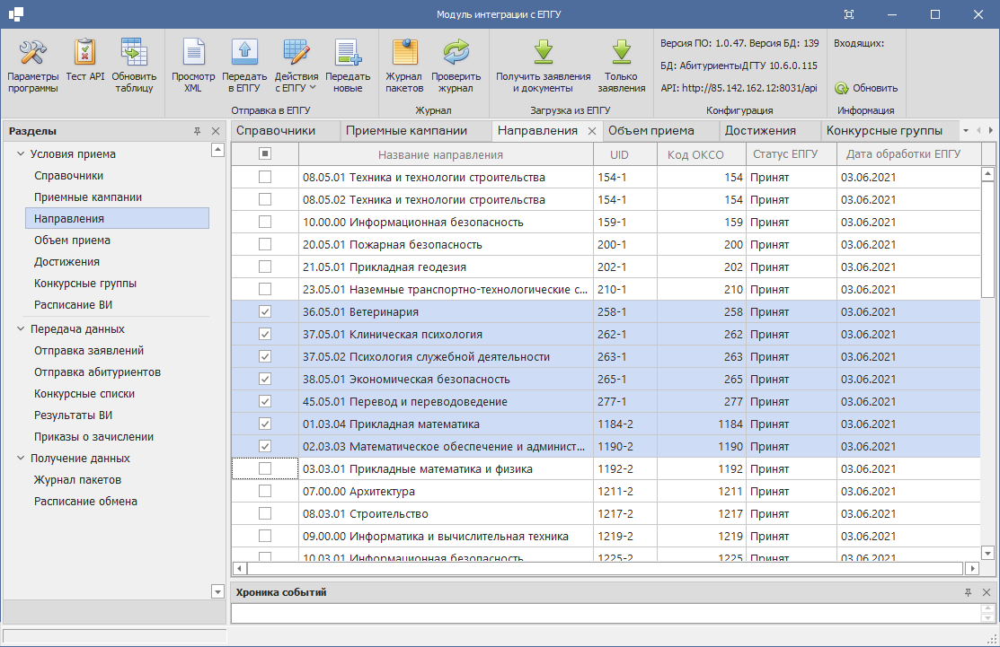 Модуль интеграции с ЕПГУ
Параметры программы
Тест API
Обновить таблицу
Просмотр XML
Передать в ЕПГУ
Действия с ЕПГУ
Передать новые
Отправка в ЕПГУ
Журнал пакетов
Проверить журнал
Журнал
Получить заявления и документы
Только заявления
Загрузка из ЕПГУ
Версия ПО: 1.0.47. Версия БД: 139
БД: АбитуриентыДГТУ 10.6.0.115
API: http://85.142.162.12:8031/api
Конфигурация
Входящих:
Обновить
Информация
Разделы
Условия приема
Справочники
Приемные кампании
Направления
Объем приема
Достижения
Конкурсные группы
Расписание ВИ
Передача данных
Отправка заявлений
Отправка абитуриентов
Конкурсные списки
Результаты ВИ
Приказы о зачислении
Получение данных
Журнал пакетов
Расписание обмена
Справочники Приемные кампании Направления Объем приема Достижения Конкурсные группы
Название направления UID Код ОКСО Статус ЕПГУ Дата обработки ЕПГУ
08.05.01 Техника и технологии строительства 154-1 154 Принят 03.06.2021
08.05.02 Техника и технологии строительства 154-1 154 Принят 03.06.2021
10.00.00 Информационная безопасность 159-1 159 Принят 03.06.2021
20.05.01 Пожарная безопасность 200-1 200 Принят 03.06.2021
21.05.01 Прикладная геодезия 202-1 202 Принят 03.06.2021
23.05.01 Наземные транспортно-технологические с... 210-1 210 Принят 03.06.2021
36.05.01 Ветеринария 258-1 258 Принят 03.06.2021
37.05.01 Клиническая психология 262-1 262 Принят 03.06.2021
37.05.02 Психология служебной деятельности 263-1 263 Принят 03.06.2021
38.05.01 Экономическая безопасность 265-1 265 Принят 03.06.2021
45.05.01 Перевод и переводоведение 277-1 277 Принят 03.06.2021
01.03.04 Прикладная математика 1184-2 1184 Принят 03.06.2021
02.03.03 Математическое обеспечение и админист... 1190-2 1190 Принят 03.06.2021
03.03.01 Прикладные математика и физика 1192-2 1192 Принят 03.06.2021
07.00.00 Архитектура 1211-2 1211 Принят 03.06.2021
08.03.01 Строительство 1217-2 1217 Принят 03.06.2021
09.00.00 Информатика и вычислительная техника 1219-2 1219 Принят 03.06.2021
10.03.01 Информационная безопасность 1225-2 1225 Принят 03.06.2021
Хроника событий